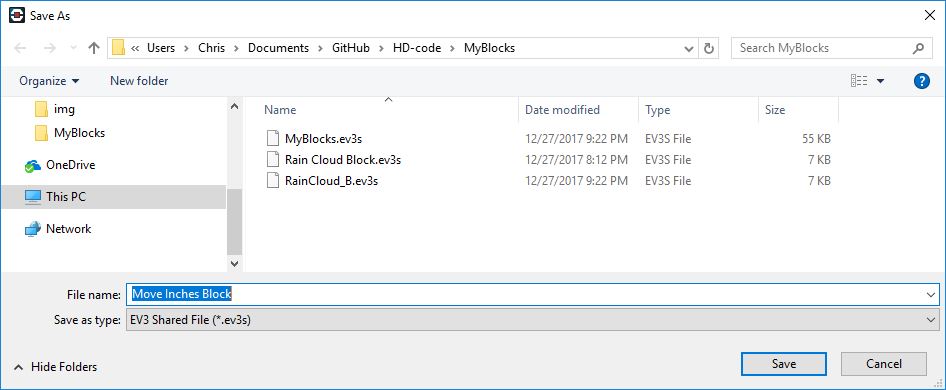 Save As
« Users > Chris > Documents > GitHub > HD-code > MyBlocks
Search MyBlocks
Organize
New folder
?
img
MyBlocks
OneDrive
This PC
Network
Name Date modified Type Size
MyBlocks.ev3s 12/27/2017 9:22 PM EV3S File 55 KB
Rain Cloud Block.ev3s 12/27/2017 8:12 PM EV3S File 7 KB
RainCloud_B.ev3s 12/27/2017 9:22 PM EV3S File 7 KB
File name: Move Inches Block
Save as type: EV3 Shared File (*.ev3s)
Hide Folders
Save
Cancel